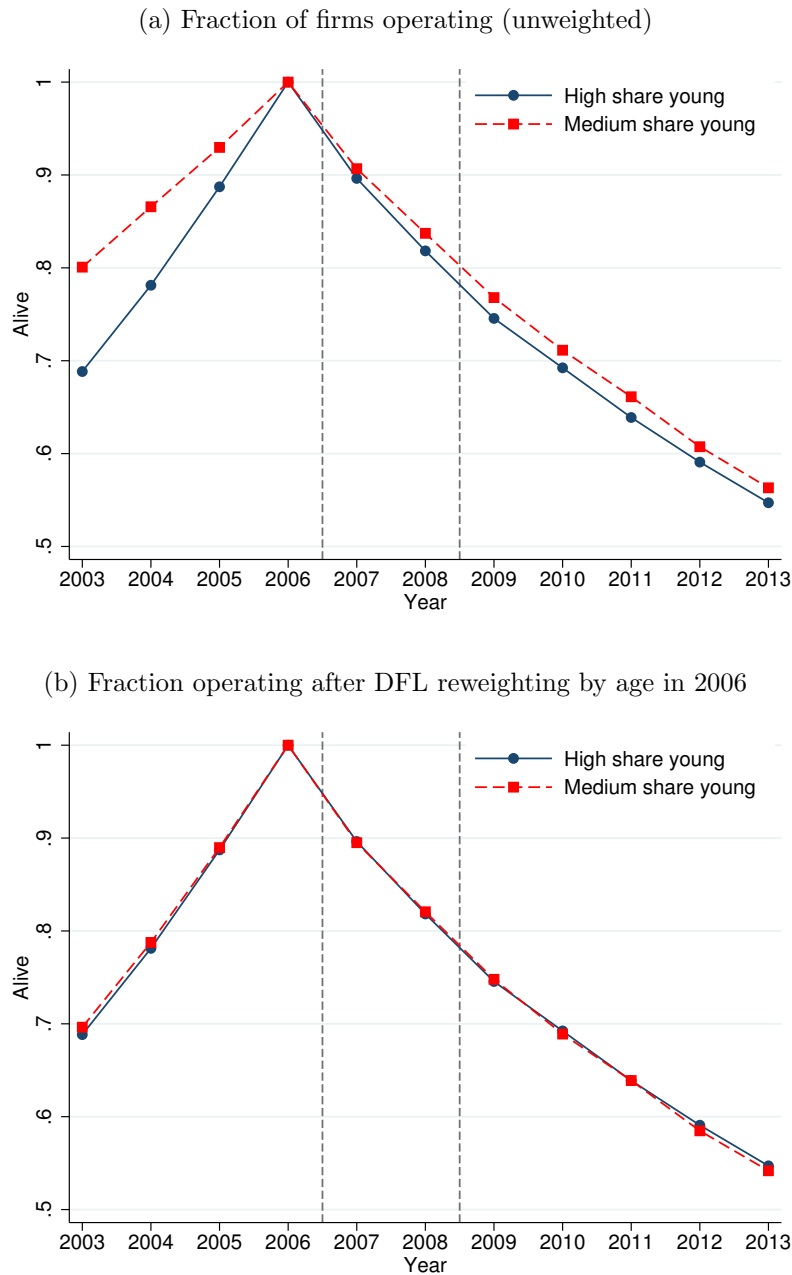 (a) Fraction of firms operating (unweighted)
1
.9
.8
.7
.6
.5
Alive
High share young
Medium share young
2003 2004 2005 2006 2007 2008 2009 2010 2011 2012 2013
Year
(b) Fraction operating after DFL reweighting by age in 2006
1
.9
.8
.7
.6
.5
Alive
High share young
Medium share young
2003 2004 2005 2006 2007 2008 2009 2010 2011 2012 2013
Year